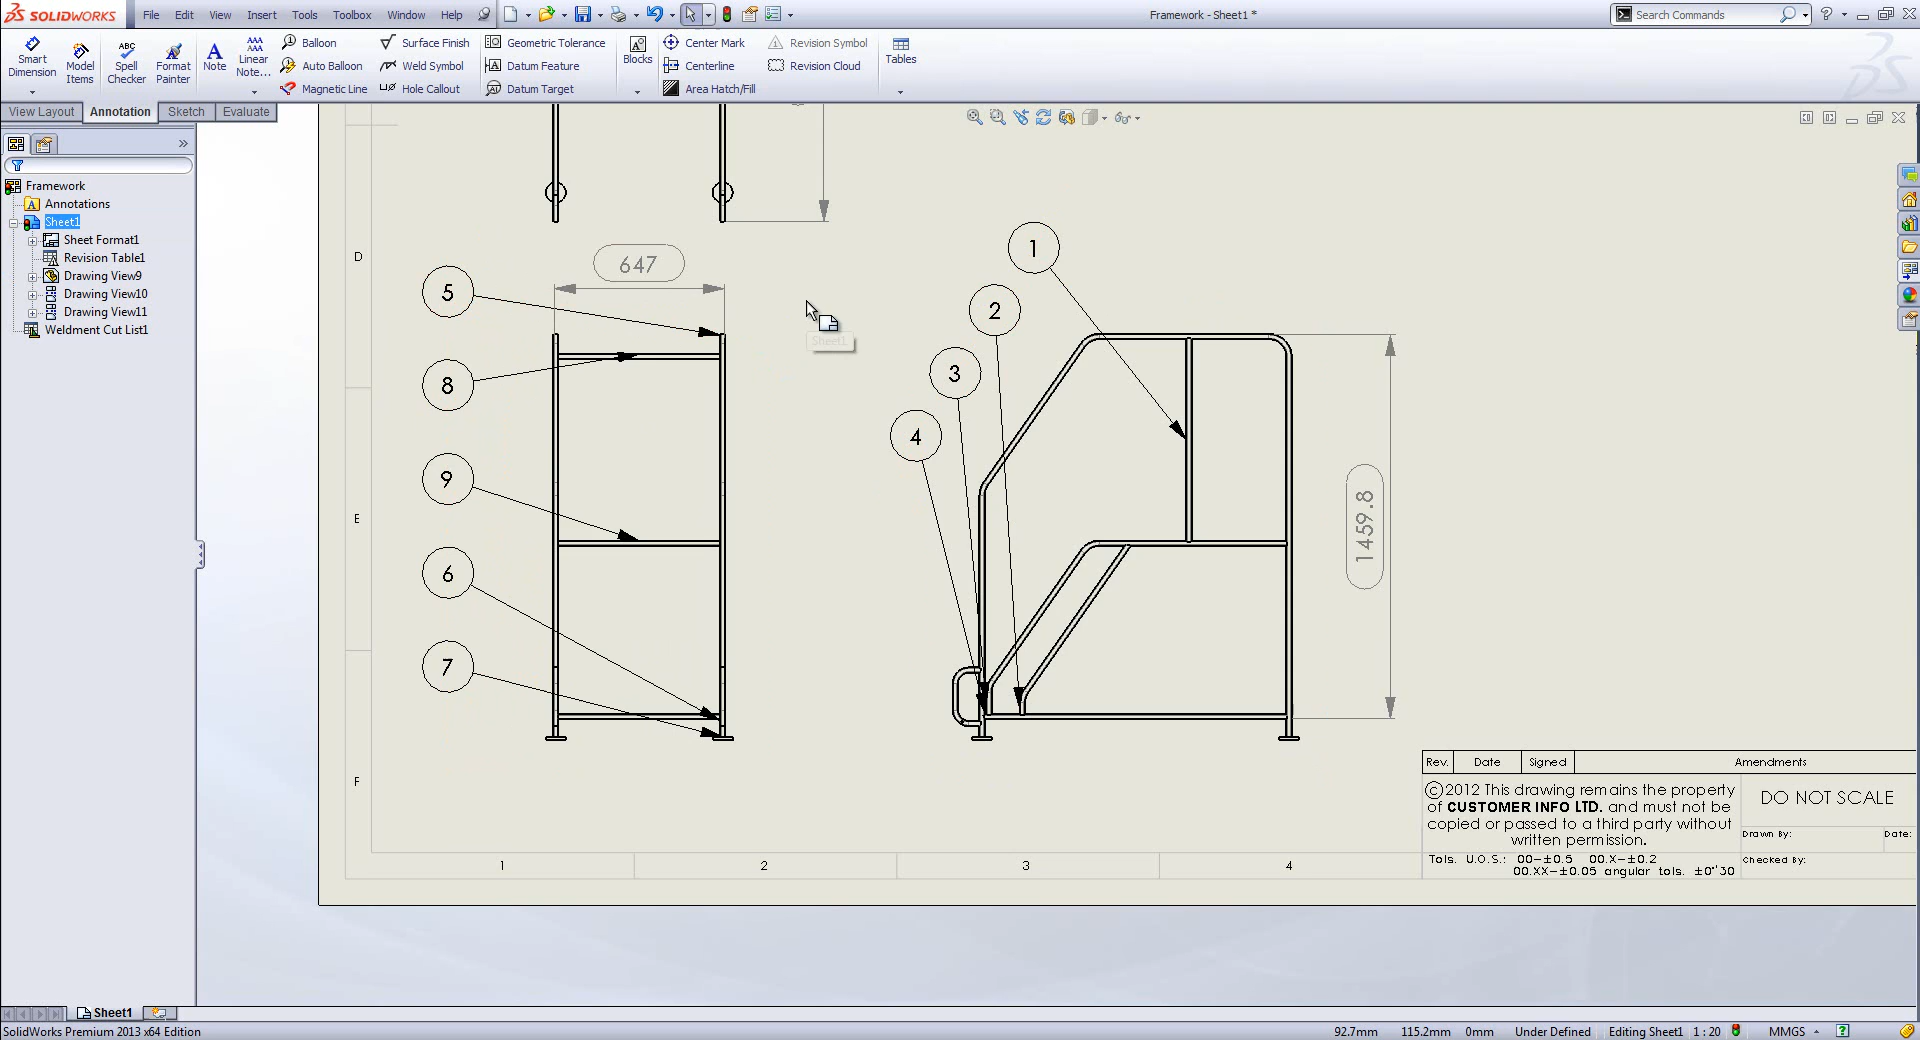 SOLIDWORKS File Edit View Insert Tools Toolbox Window Help Framework - Sheet1 * Search Commands
Smart Dimension
Model Items
Spell Checker
Format Painter
Note
Linear Note...
Balloon
Auto Balloon
Magnetic Line
Surface Finish
Weld Symbol
Hole Callout
Geometric Tolerance
Datum Feature
Datum Target
Blocks
Center Mark
Centerline
Area Hatch/Fill
Revision Symbol
Revision Cloud
Tables
View Layout Annotation Sketch Evaluate
Framework
Annotations
Sheet1
Sheet Format1
Revision Table1
Drawing View9
Drawing View10
Drawing View11
Weldment Cut List1
D
E
F
647
5
8
9
6
7
Sheet1
1
2
3
4
1459.8
Rev. Date Signed Amendments
©2012 This drawing remains the property
of CUSTOMER INFO LTD. and must not be
copied or passed to a third party without
written permission.
DO NOT SCALE
Drawn By: Date:
Checked By:
Tols. U.O.S.: 00-±0.5 00.X-±0.2
00.XX-±0.05 angular tols. ±0°30
1 2 3 4
Sheet1
SolidWorks Premium 2013 x64 Edition 92.7mm 115.2mm 0mm Under Defined Editing Sheet1 1 : 20 MMGS